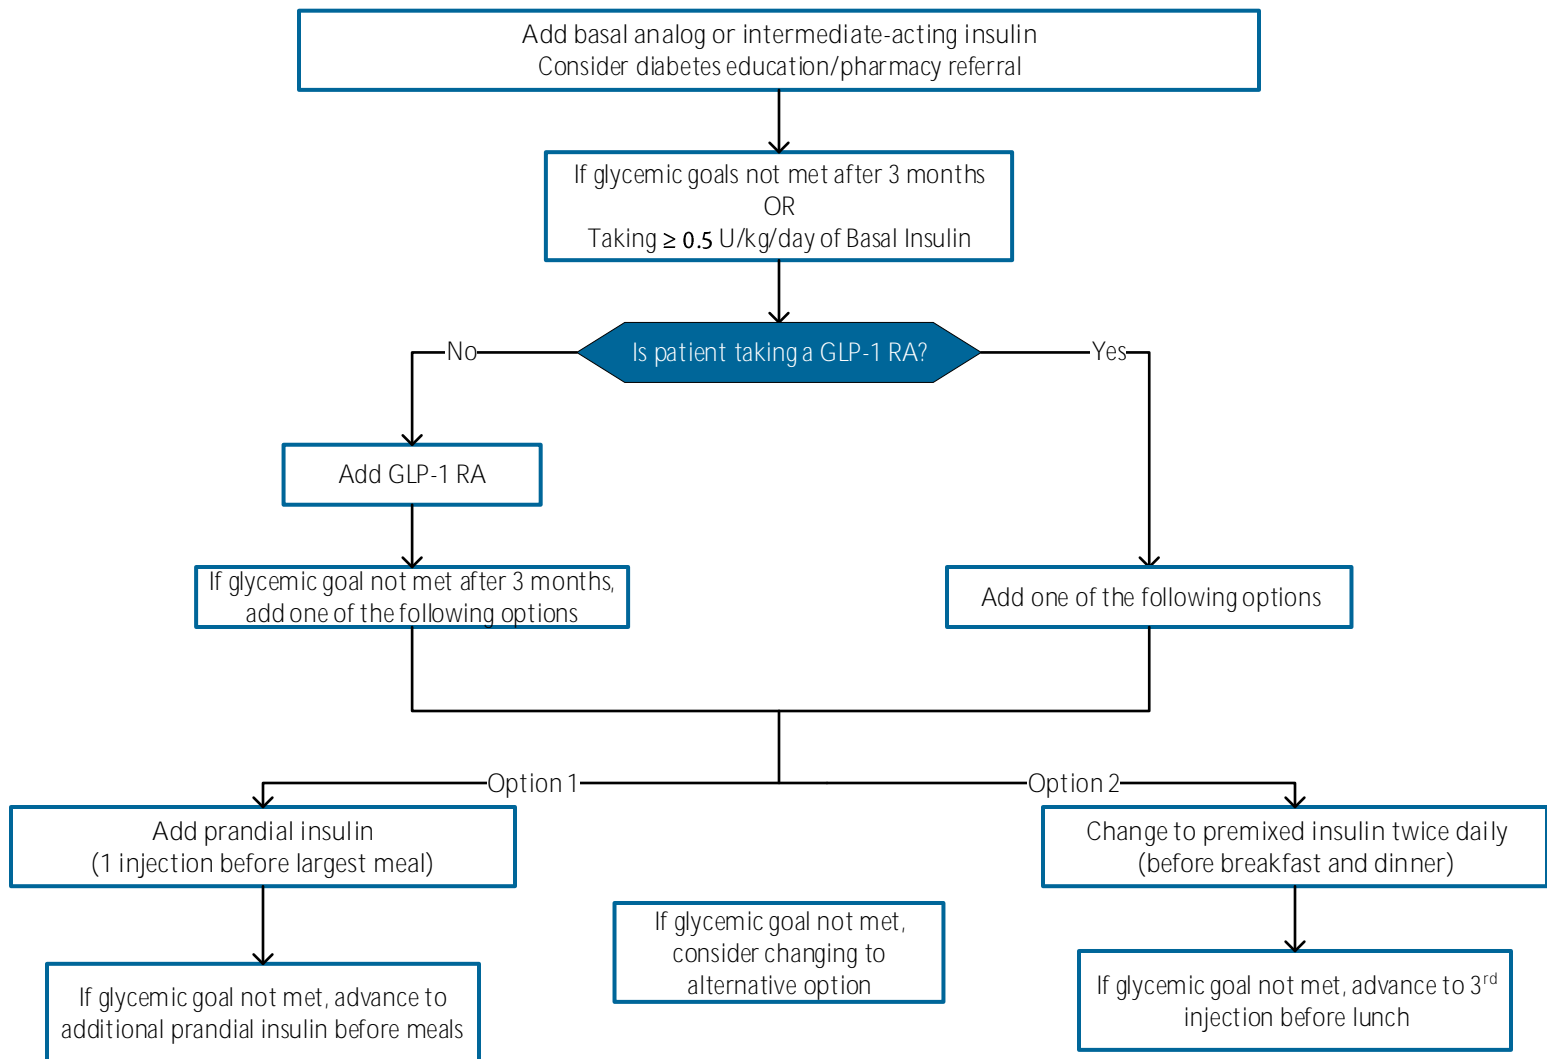 Add basal analog or intermediate-acting insulin
Consider diabetes education/pharmacy referral
If glycemic goals not met after 3 months
OR
Taking ≥ 0.5 U/kg/day of Basal Insulin
Is patient taking a GLP-1 RA?
No
Yes
Add GLP-1 RA
If glycemic goal not met after 3 months,
add one of the following options
Add one of the following options
Option 1
Option 2
Add prandial insulin
(1 injection before largest meal)
Change to premixed insulin twice daily
(before breakfast and dinner)
If glycemic goal not met,
consider changing to
alternative option
If glycemic goal not met, advance to
additional prandial insulin before meals
If glycemic goal not met, advance to 3rd
injection before lunch